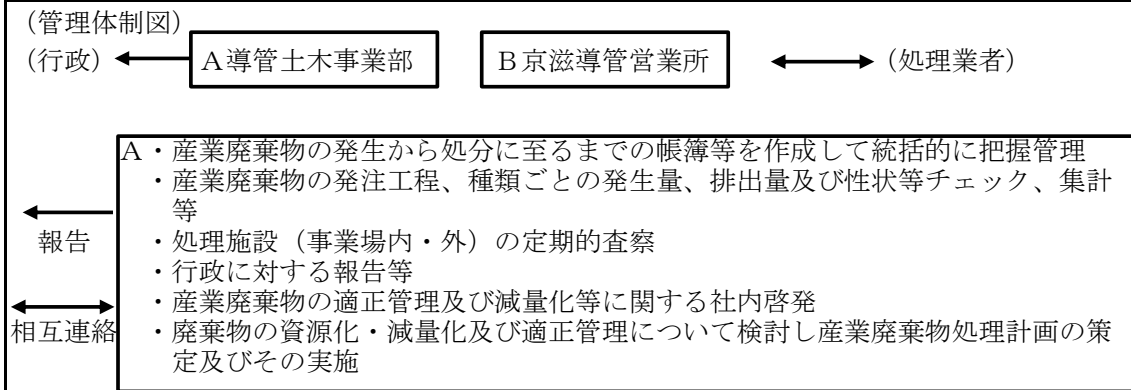 (管理体制図)
(行政) A導管土木事業部 B京滋導管営業所 (処理業者)
A・産業廃棄物の発生から処分に至るまでの帳簿等を作成して統括的に把握管理
・産業廃棄物の発注工程、種類ごとの発生量、排出量及び性状等チェック、集計
等
報告
・処理施設(事業場内・外)の定期的査察
・行政に対する報告等
・産業廃棄物の適正管理及び減量化等に関する社内啓発
相互連絡
・廃棄物の資源化・減量化及び適正管理について検討し産業廃棄物処理計画の策
定及びその実施